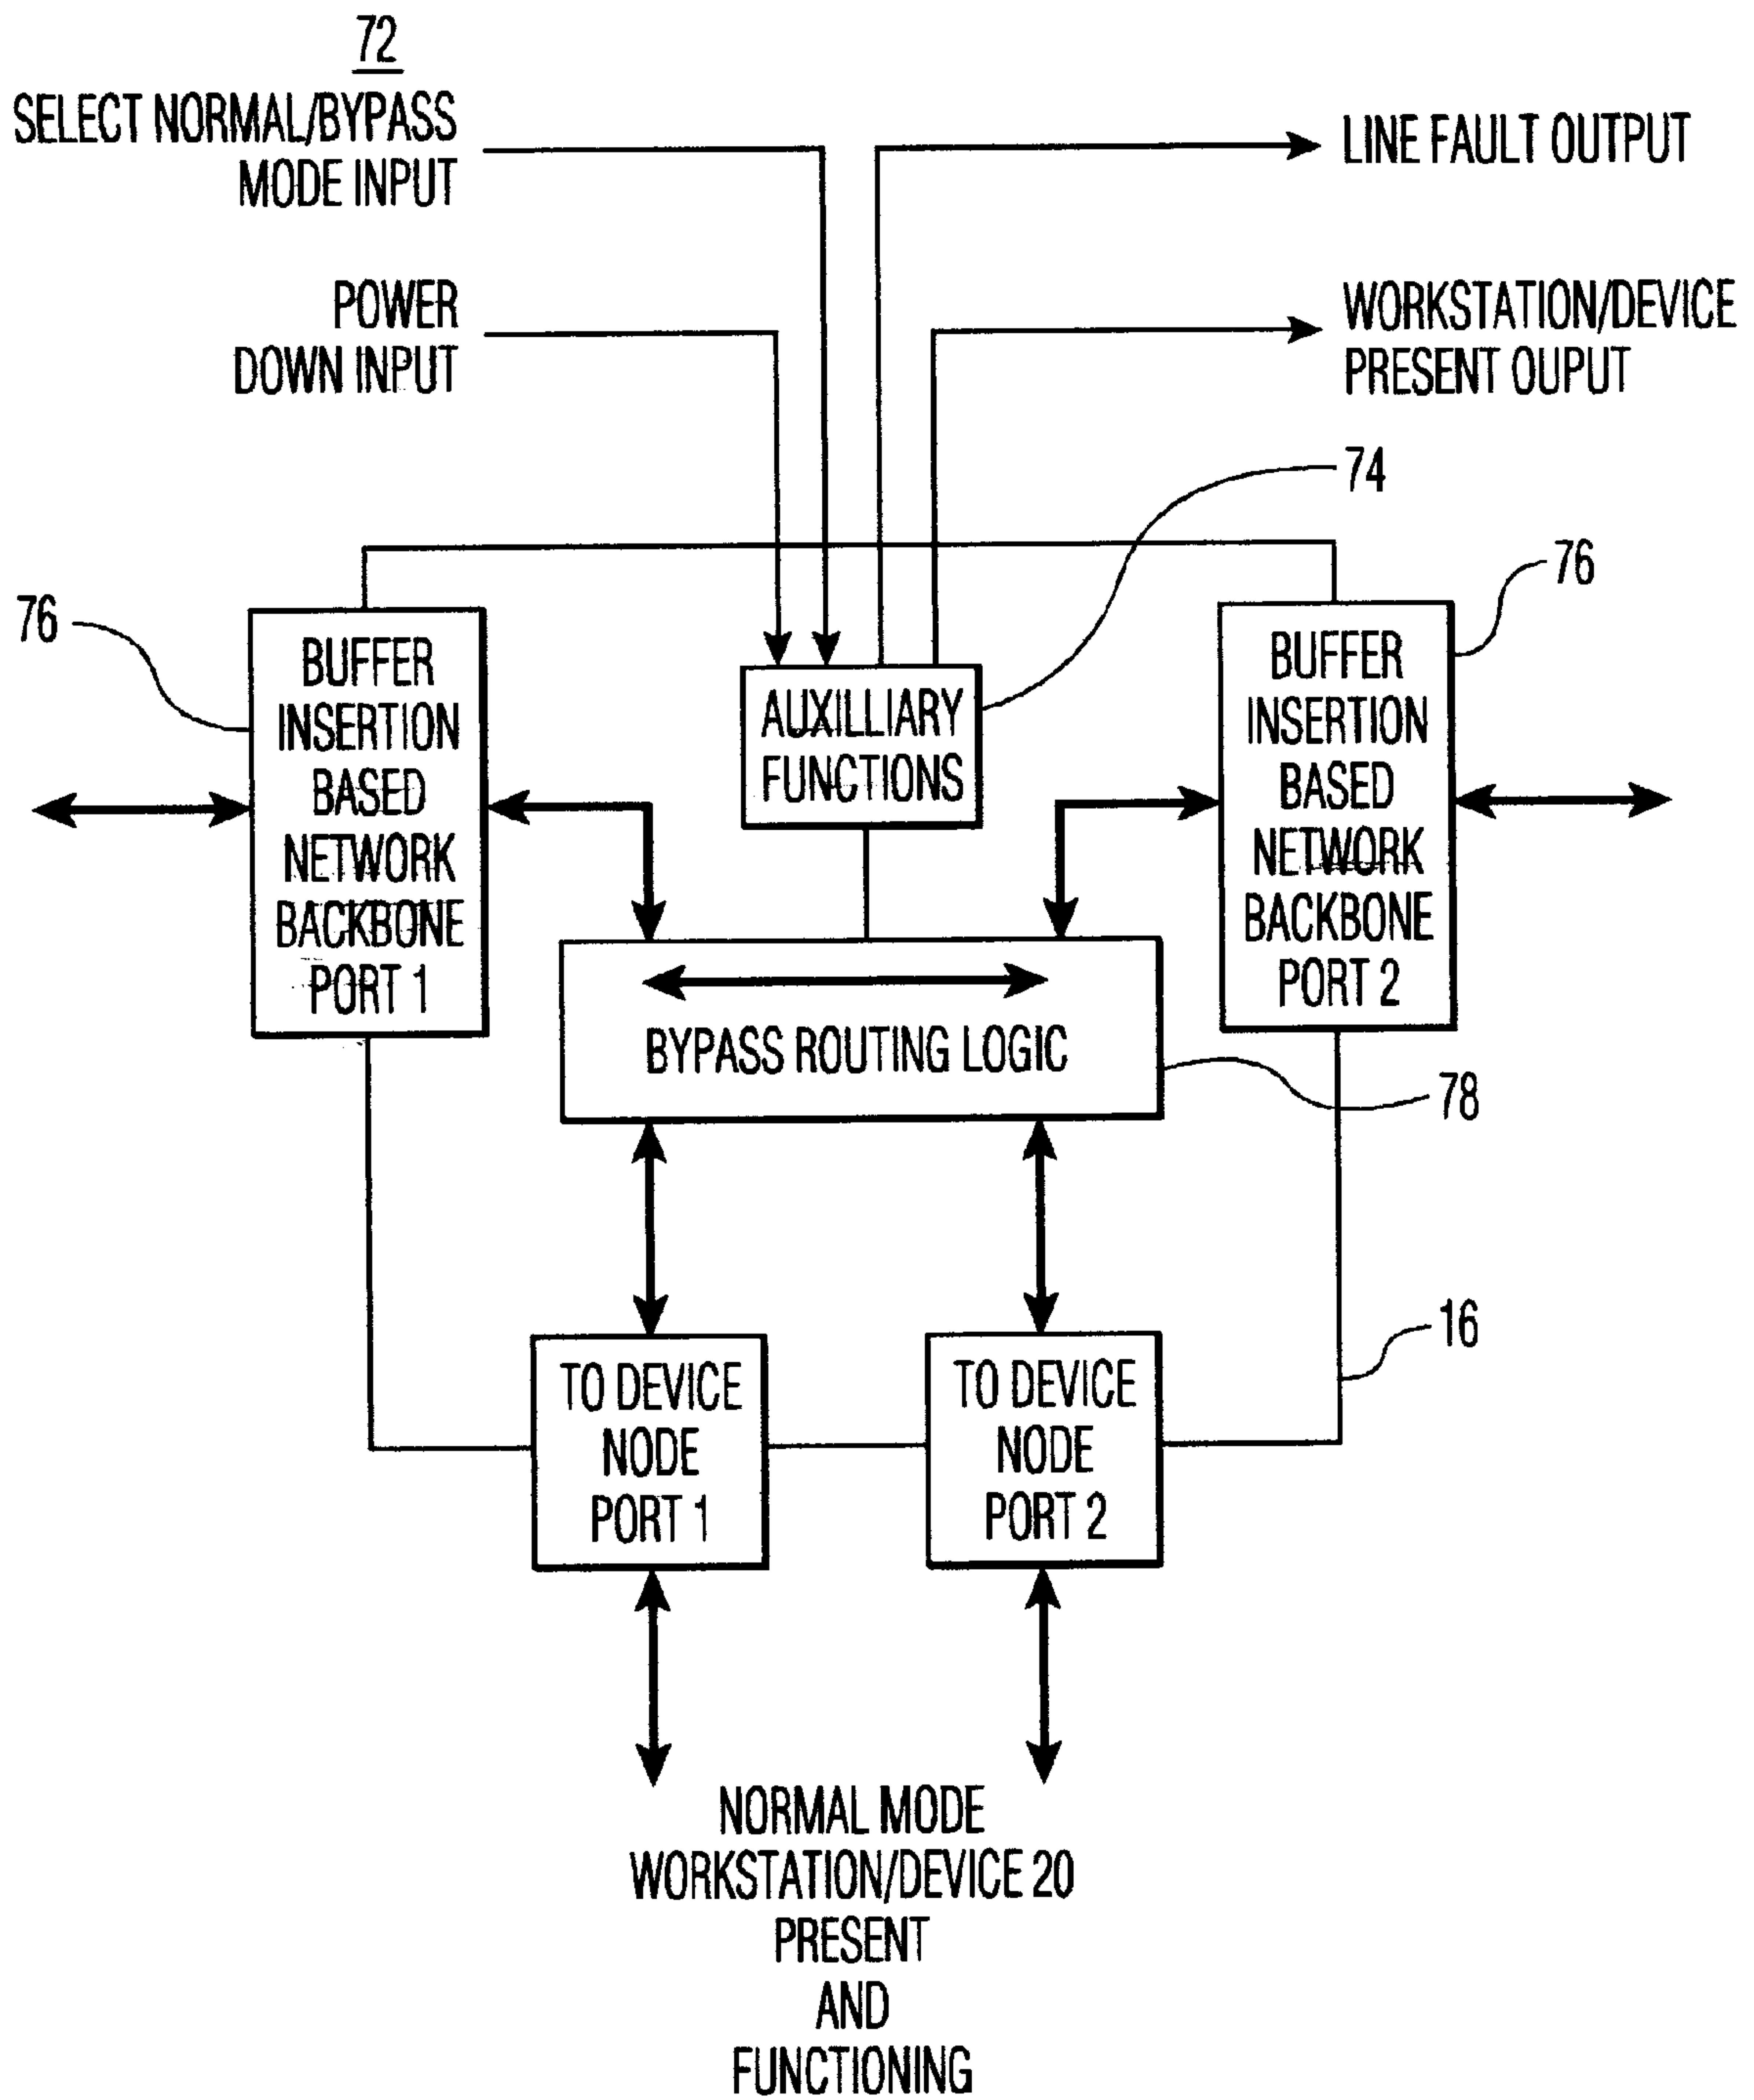 72
SELECT NORMAL/BYPASS
MODE INPUT
LINE FAULT OUTPUT
POWER
DOWN INPUT
WORKSTATION/DEVICE
PRESENT OUPUT
74
76
76
BUFFER
INSERTION
BASED
NETWORK
BACKBONE
PORT 1
AUXILLIARY
FUNCTIONS
BUFFER
INSERTION
BASED
NETWORK
BACKBONE
PORT 2
BYPASS ROUTING LOGIC
78
16
TO DEVICE
NODE
PORT 1
TO DEVICE
NODE
PORT 2
NORMAL MODE
WORKSTATION/DEVICE 20
PRESENT
AND
FUNCTIONING